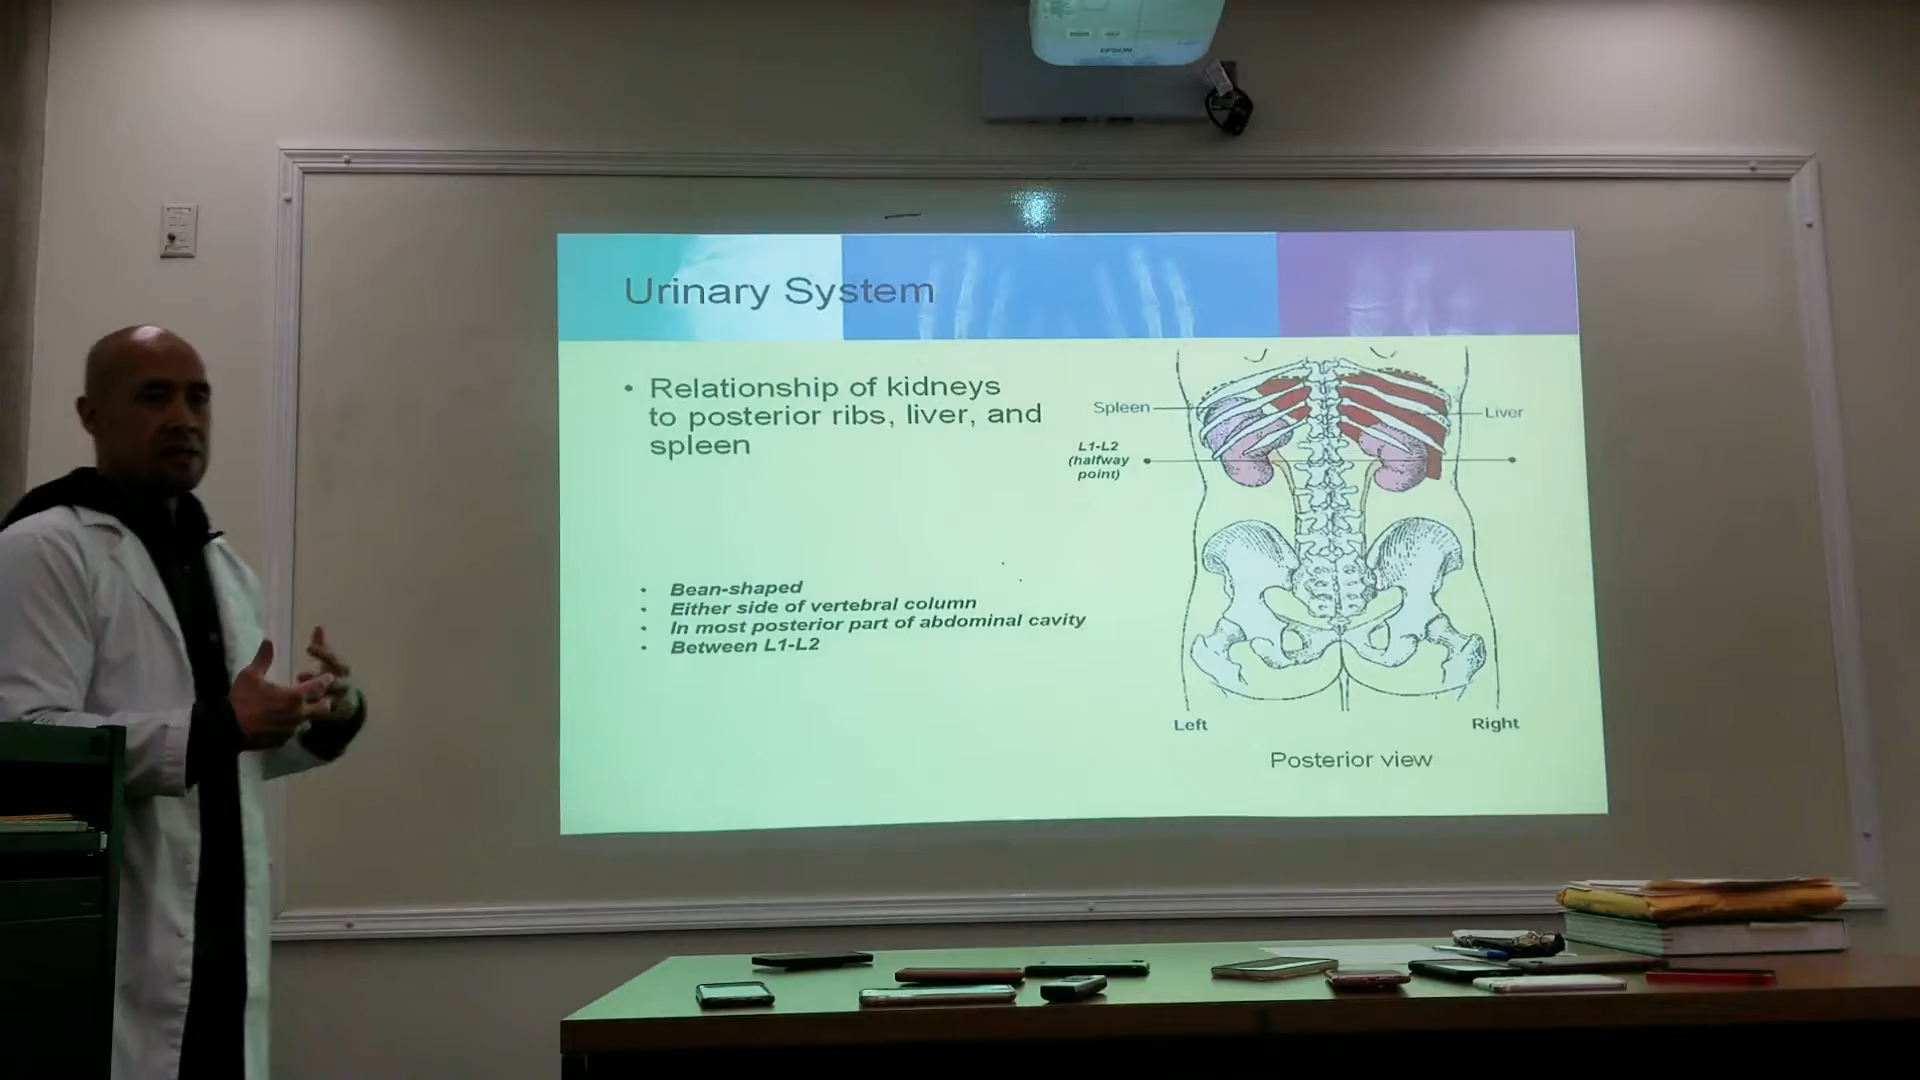 EPSON
Urinary System
• Relationship of kidneys
to posterior ribs, liver, and
spleen
Spleen
Liver
L1-L2
(halfway
point)
• Bean-shaped
• Either side of vertebral column
• In most posterior part of abdominal cavity
• Between L1-L2
Left
Right
Posterior view